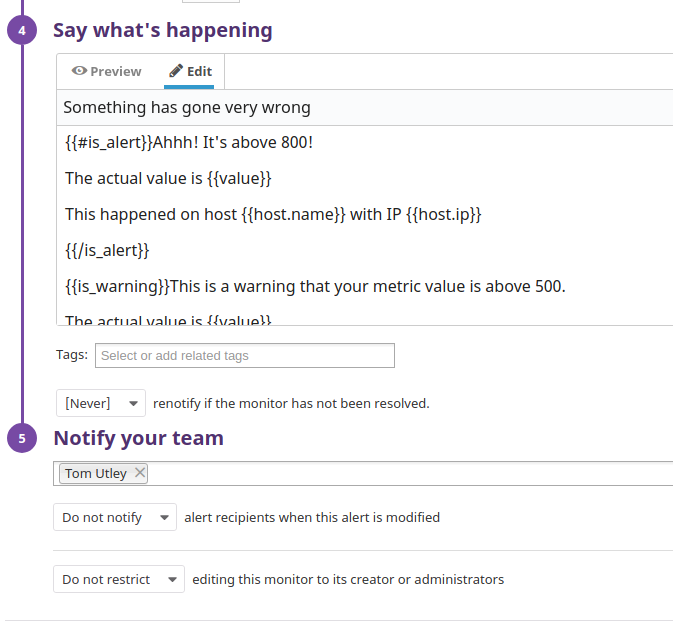 4 Say what's happening
Preview Edit
Something has gone very wrong
{{#is_alert}}Ahhh! It's above 800!
The actual value is {{value}}
This happened on host {{host.name}} with IP {{host.ip}}
{{/is_alert}}
{{is_warning}}This is a warning that your metric value is above 500.
The actual value is {{value}}
Tags: Select or add related tags
[Never] renotify if the monitor has not been resolved.
5 Notify your team
Tom Utley
Do not notify alert recipients when this alert is modified
Do not restrict editing this monitor to its creator or administrators